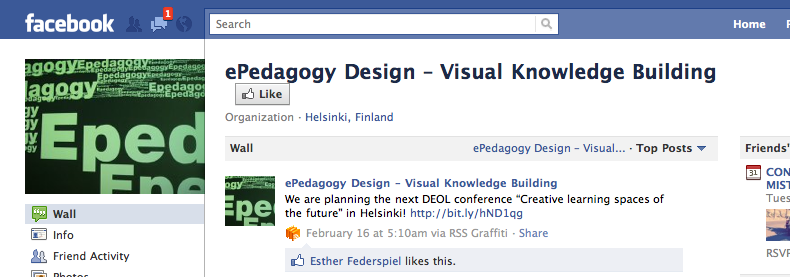 facebook
1
Search
Home
ePedagogy Design – Visual Knowledge Building
Like
Organization · Helsinki, Finland
Wall
ePedagogy Design – Visual... · Top Posts
Friends'
ePedagogy Design – Visual Knowledge Building
We are planning the next DEOL conference “Creative learning spaces of
the future” in Helsinki! http://bit.ly/hND1qg
February 16 at 5:10am via RSS Graffiti · Share
Esther Federspiel likes this.
31
CON
MIST
Tues
RSVP
Epedagogy
Wall
Info
Friend Activity
Photos